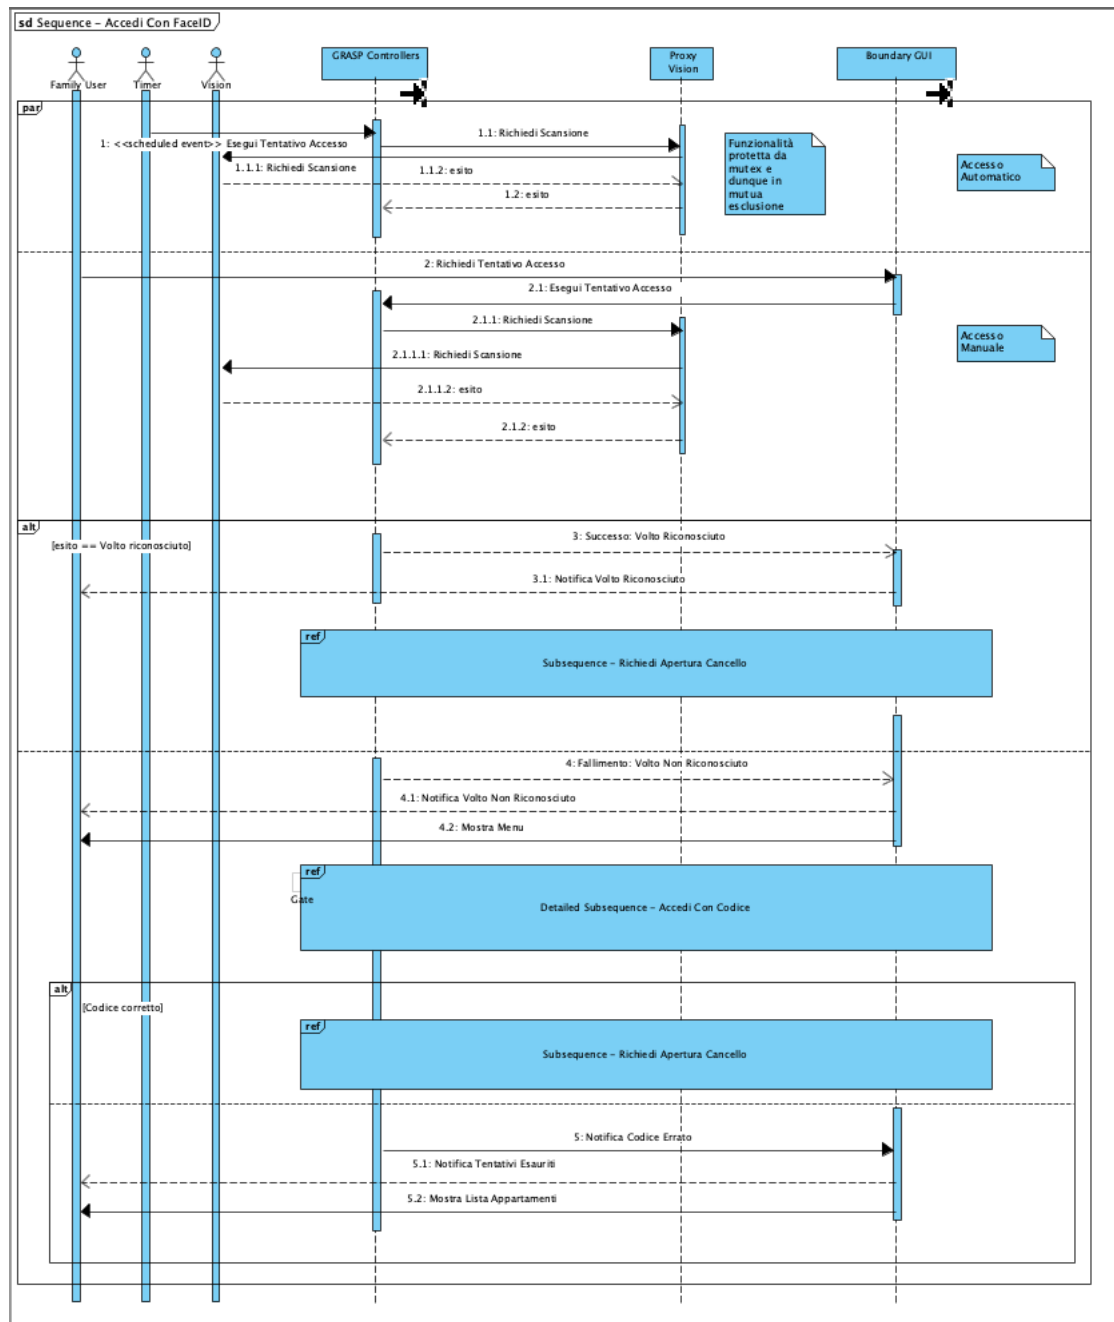 sd Sequence - Accedi Con FaceID
Family User
Timer
Vision
GRASP Controllers
Proxy
Vision
Boundary GUI
par
1: <<scheduled event>> Esegui Tentativo Accesso
1.1: Richiedi Scansione
1.1.1: Richiedi Scansione
1.1.2: esito
1.2: esito
Funzionalità
protetta da
mutex e
dunque in
mutua
esclusione
Accesso
Automatico
2: Richiedi Tentativo Accesso
2.1: Esegui Tentativo Accesso
2.1.1: Richiedi Scansione
2.1.1.1: Richiedi Scansione
2.1.1.2: esito
2.1.2: esito
Accesso
Manuale
alt
[esito == Volto riconosciuto]
3: Successo: Volto Riconosciuto
3.1: Notifica Volto Riconosciuto
ref
Subsequence - Richiedi Apertura Cancello
4: Fallimento: Volto Non Riconosciuto
4.1: Notifica Volto Non Riconosciuto
4.2: Mostra Menu
ref
Gate
Detailed Subsequence - Accedi Con Codice
alt
[Codice corretto]
ref
Subsequence - Richiedi Apertura Cancello
5: Notifica Codice Errato
5.1: Notifica Tentativi Esauriti
5.2: Mostra Lista Appartamenti